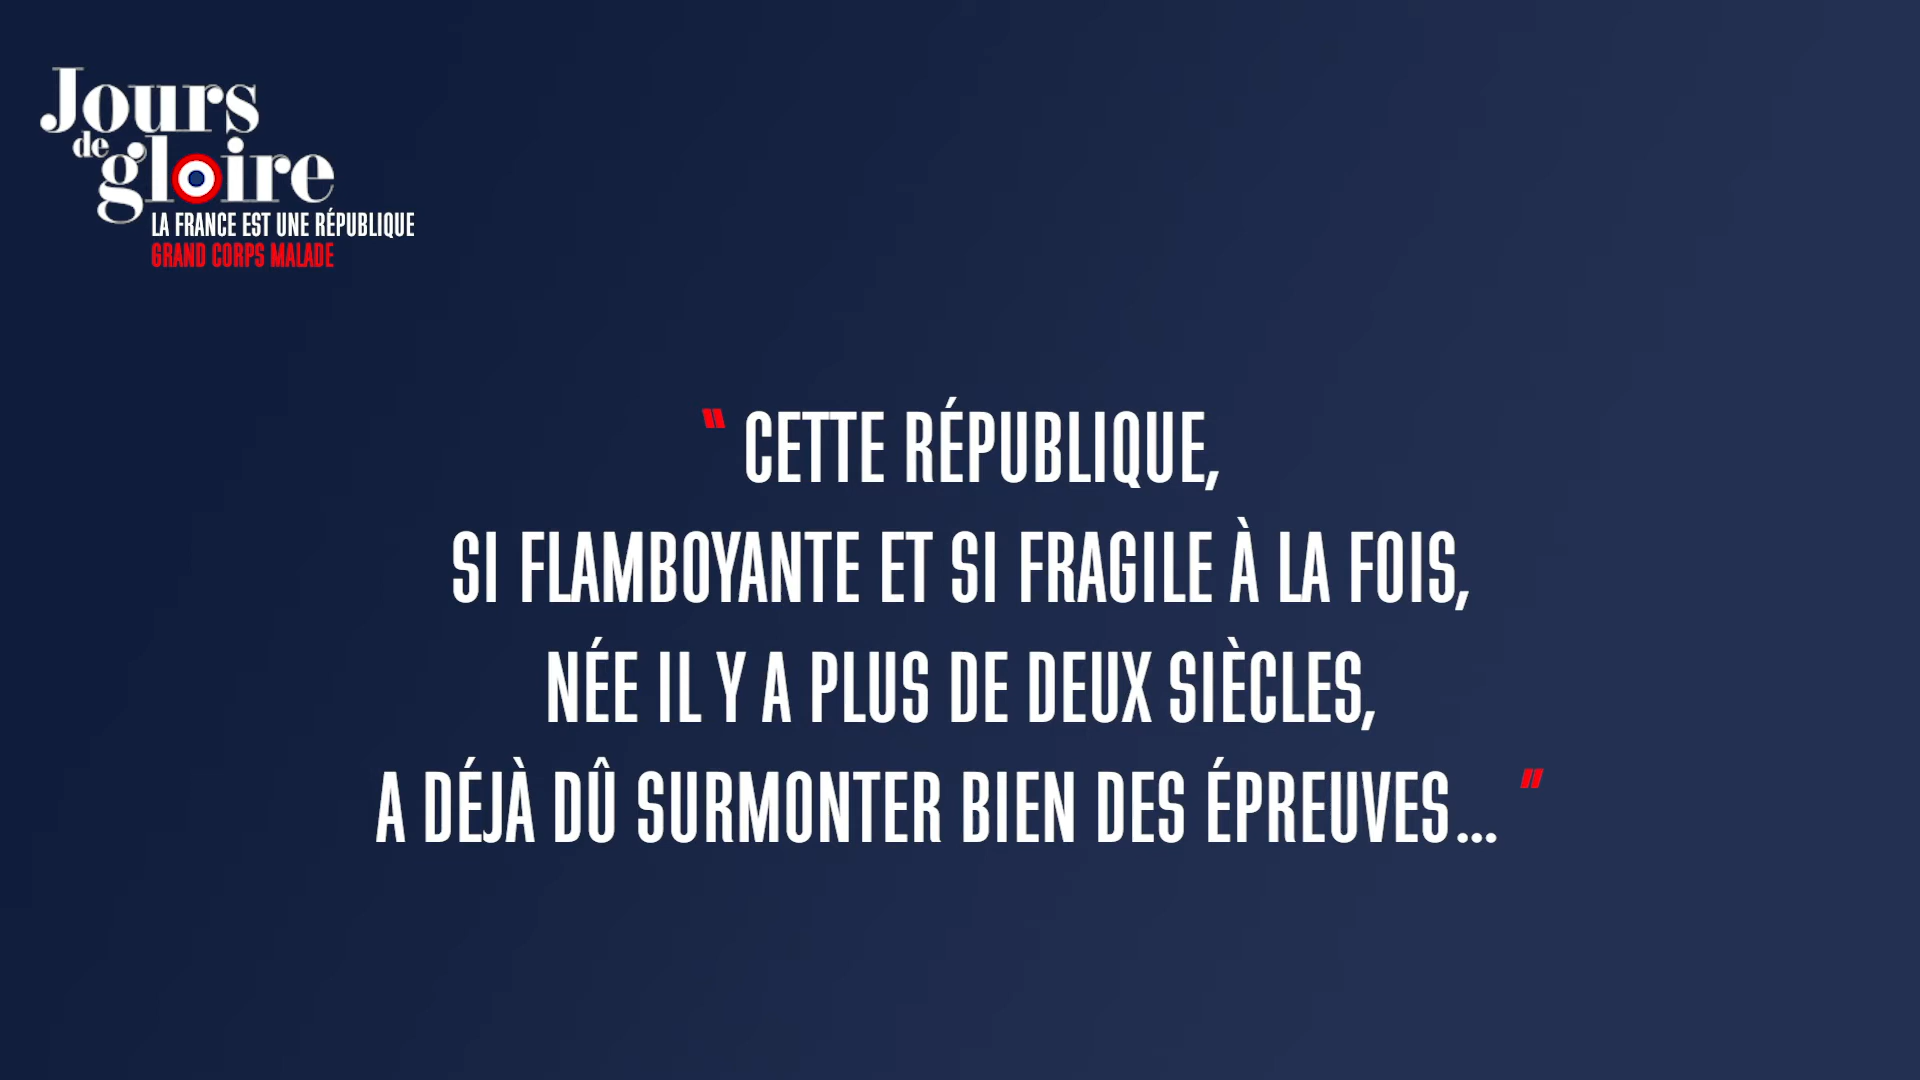 Jours
de
gloire
LA FRANCE EST UNE RÉPUBLIQUE
GRAND CORPS MALADE
“ CETTE RÉPUBLIQUE,
SI FLAMBOYANTE ET SI FRAGILE À LA FOIS,
NÉE IL Y A PLUS DE DEUX SIÈCLES,
A DÉJÀ DÛ SURMONTER BIEN DES ÉPREUVES... ”